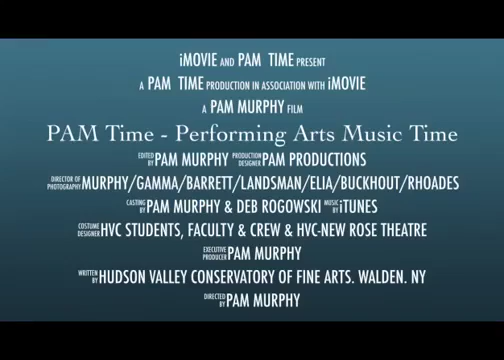 iMOVIE AND PAM TIME PRESENT
A PAM TIME PRODUCTION IN ASSOCIATION WITH iMOVIE
A PAM MURPHY FILM
PAM Time - Performing Arts Music Time
EDITED BY PAM MURPHY PRODUCTION DESIGNER PAM PRODUCTIONS
DIRECTOR OF PHOTOGRAPHY MURPHY/GAMMA/BARRETT/LANDSMAN/ELIA/BUCKHOUT/RHOADES
CASTING BY PAM MURPHY & DEB ROGOWSKI MUSIC BY iTUNES
COSTUME DESIGNER HVC STUDENTS, FACULTY & CREW & HVC-NEW ROSE THEATRE
EXECUTIVE PRODUCER PAM MURPHY
WRITTEN BY HUDSON VALLEY CONSERVATORY OF FINE ARTS. WALDEN. NY
DIRECTED BY PAM MURPHY